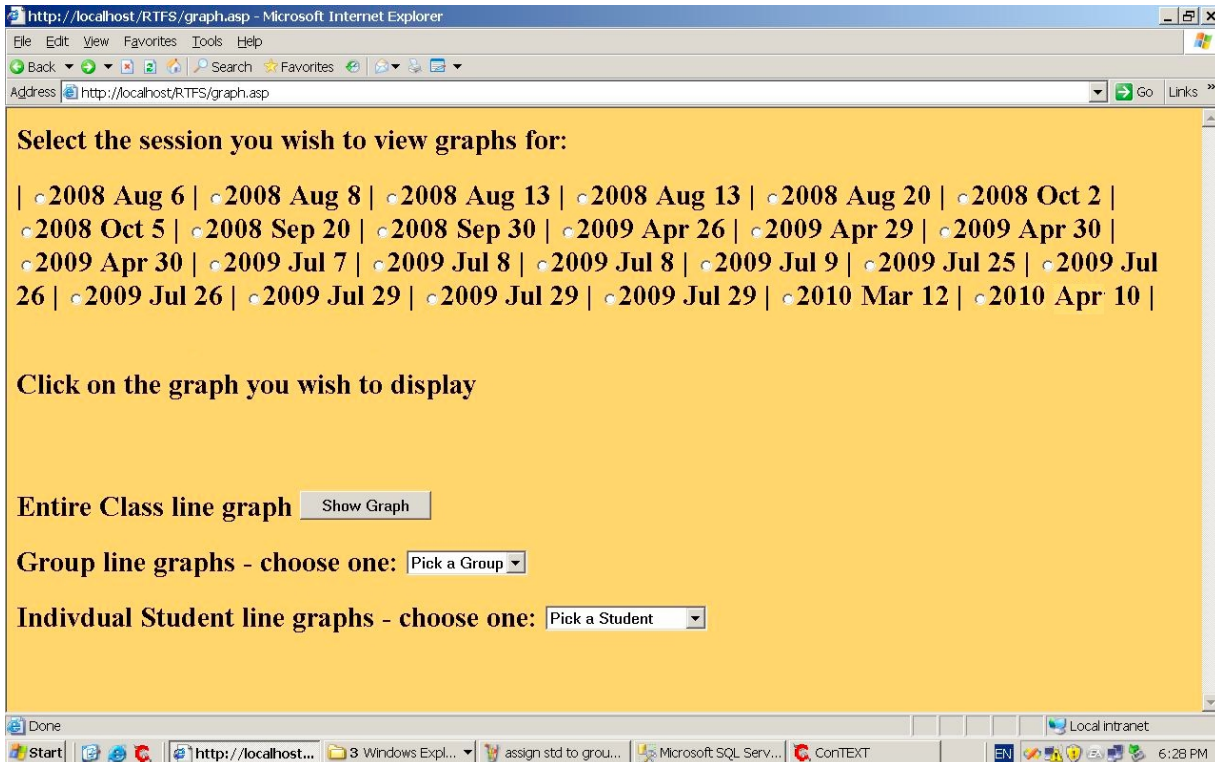 http://localhost/RTFS/graph.asp - Microsoft Internet Explorer
File Edit View Favorites Tools Help
Back Search Favorites
Address http://localhost/RTFS/graph.asp Go Links »
Select the session you wish to view graphs for:
| 2008 Aug 6 | 2008 Aug 8 | 2008 Aug 13 | 2008 Aug 13 | 2008 Aug 20 | 2008 Oct 2 |
2008 Oct 5 | 2008 Sep 20 | 2008 Sep 30 | 2009 Apr 26 | 2009 Apr 29 | 2009 Apr 30 |
2009 Apr 30 | 2009 Jul 7 | 2009 Jul 8 | 2009 Jul 8 | 2009 Jul 9 | 2009 Jul 25 | 2009 Jul
26 | 2009 Jul 26 | 2009 Jul 29 | 2009 Jul 29 | 2009 Jul 29 | 2010 Mar 12 | 2010 Apr 10 |
Click on the graph you wish to display
Entire Class line graph Show Graph
Group line graphs - choose one: Pick a Group
Indivdual Student line graphs - choose one: Pick a Student
Done Local intranet
Start http://localhost... 3 Windows Expl... assign std to grou... Microsoft SQL Serv... ConTEXT EN 6:28 PM